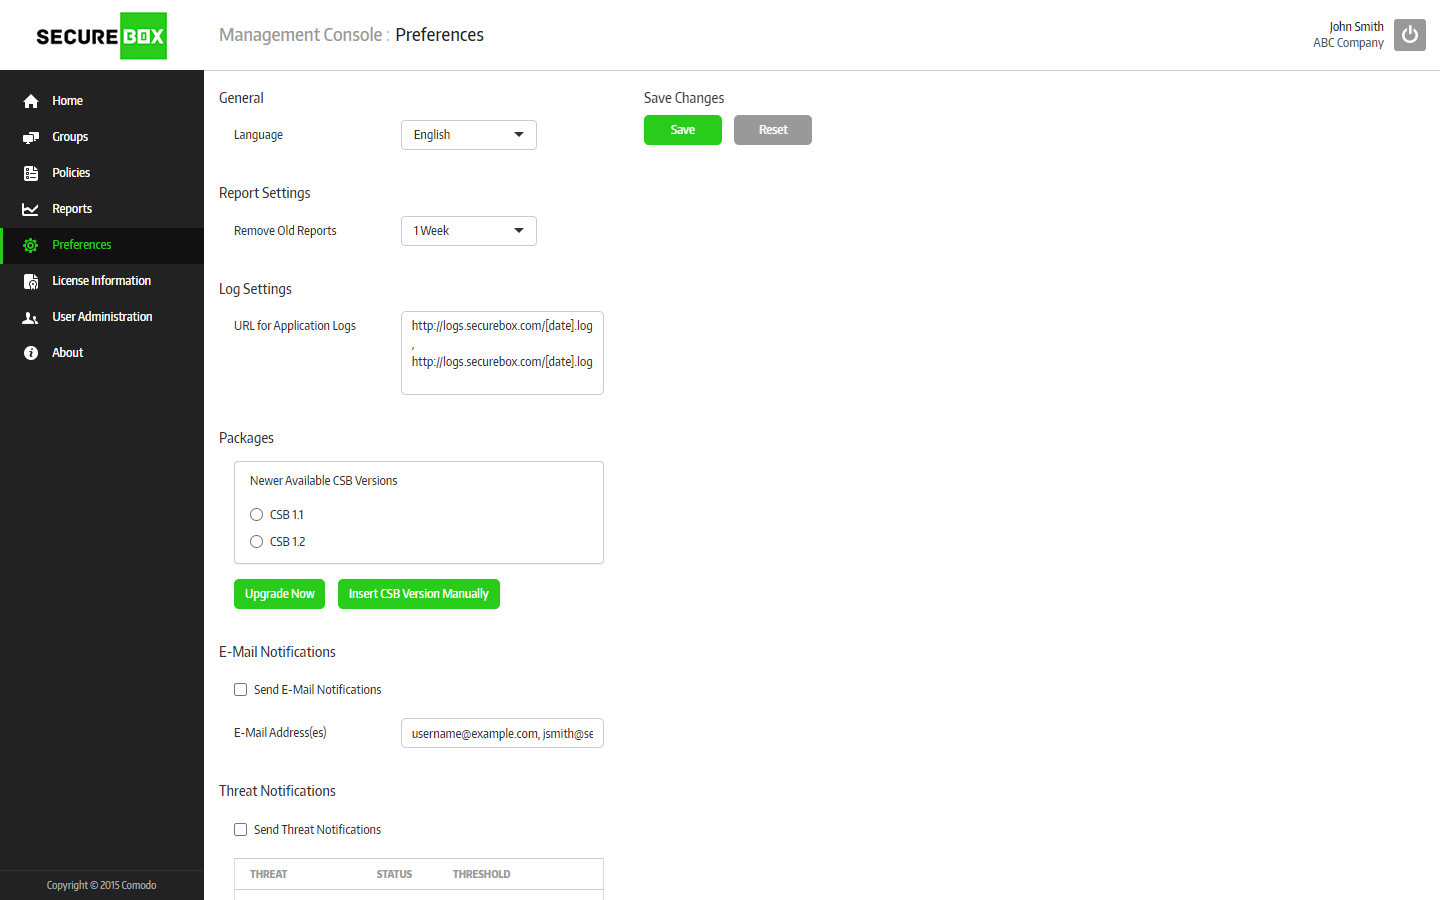 SECURE BOX
Management Console : Preferences
John Smith
ABC Company
Home
Groups
Policies
Reports
Preferences
License Information
User Administration
About
Copyright © 2015 Comodo
General
Language
English
Save Changes
Save
Reset
Report Settings
Remove Old Reports
1 Week
Log Settings
URL for Application Logs
http://logs.securebox.com/[date].log
,
http://logs.securebox.com/[date].log
Packages
Newer Available CSB Versions
CSB 1.1
CSB 1.2
Upgrade Now
Insert CSB Version Manually
E-Mail Notifications
Send E-Mail Notifications
E-Mail Address(es)
username@example.com, jsmith@se
Threat Notifications
Send Threat Notifications
THREAT STATUS THRESHOLD